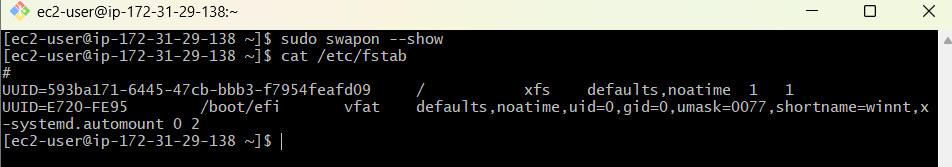 ec2-user@ip-172-31-29-138:~
[ec2-user@ip-172-31-29-138 ~]$ sudo swapon --show
[ec2-user@ip-172-31-29-138 ~]$ cat /etc/fstab
#
UUID=593ba171-6445-47cb-bbb3-f7954feafd09     /           xfs    defaults,noatime  1   1
UUID=E720-FE95        /boot/efi       vfat    defaults,noatime,uid=0,gid=0,umask=0077,shortname=winnt,x
-systemd.automount 0 2
[ec2-user@ip-172-31-29-138 ~]$